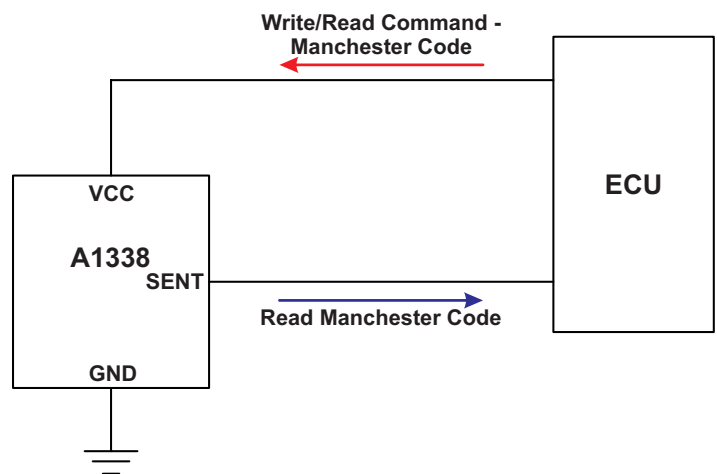 Write/Read Command -
Manchester Code
ECU
VCC
A1338
SENT
Read Manchester Code
GND